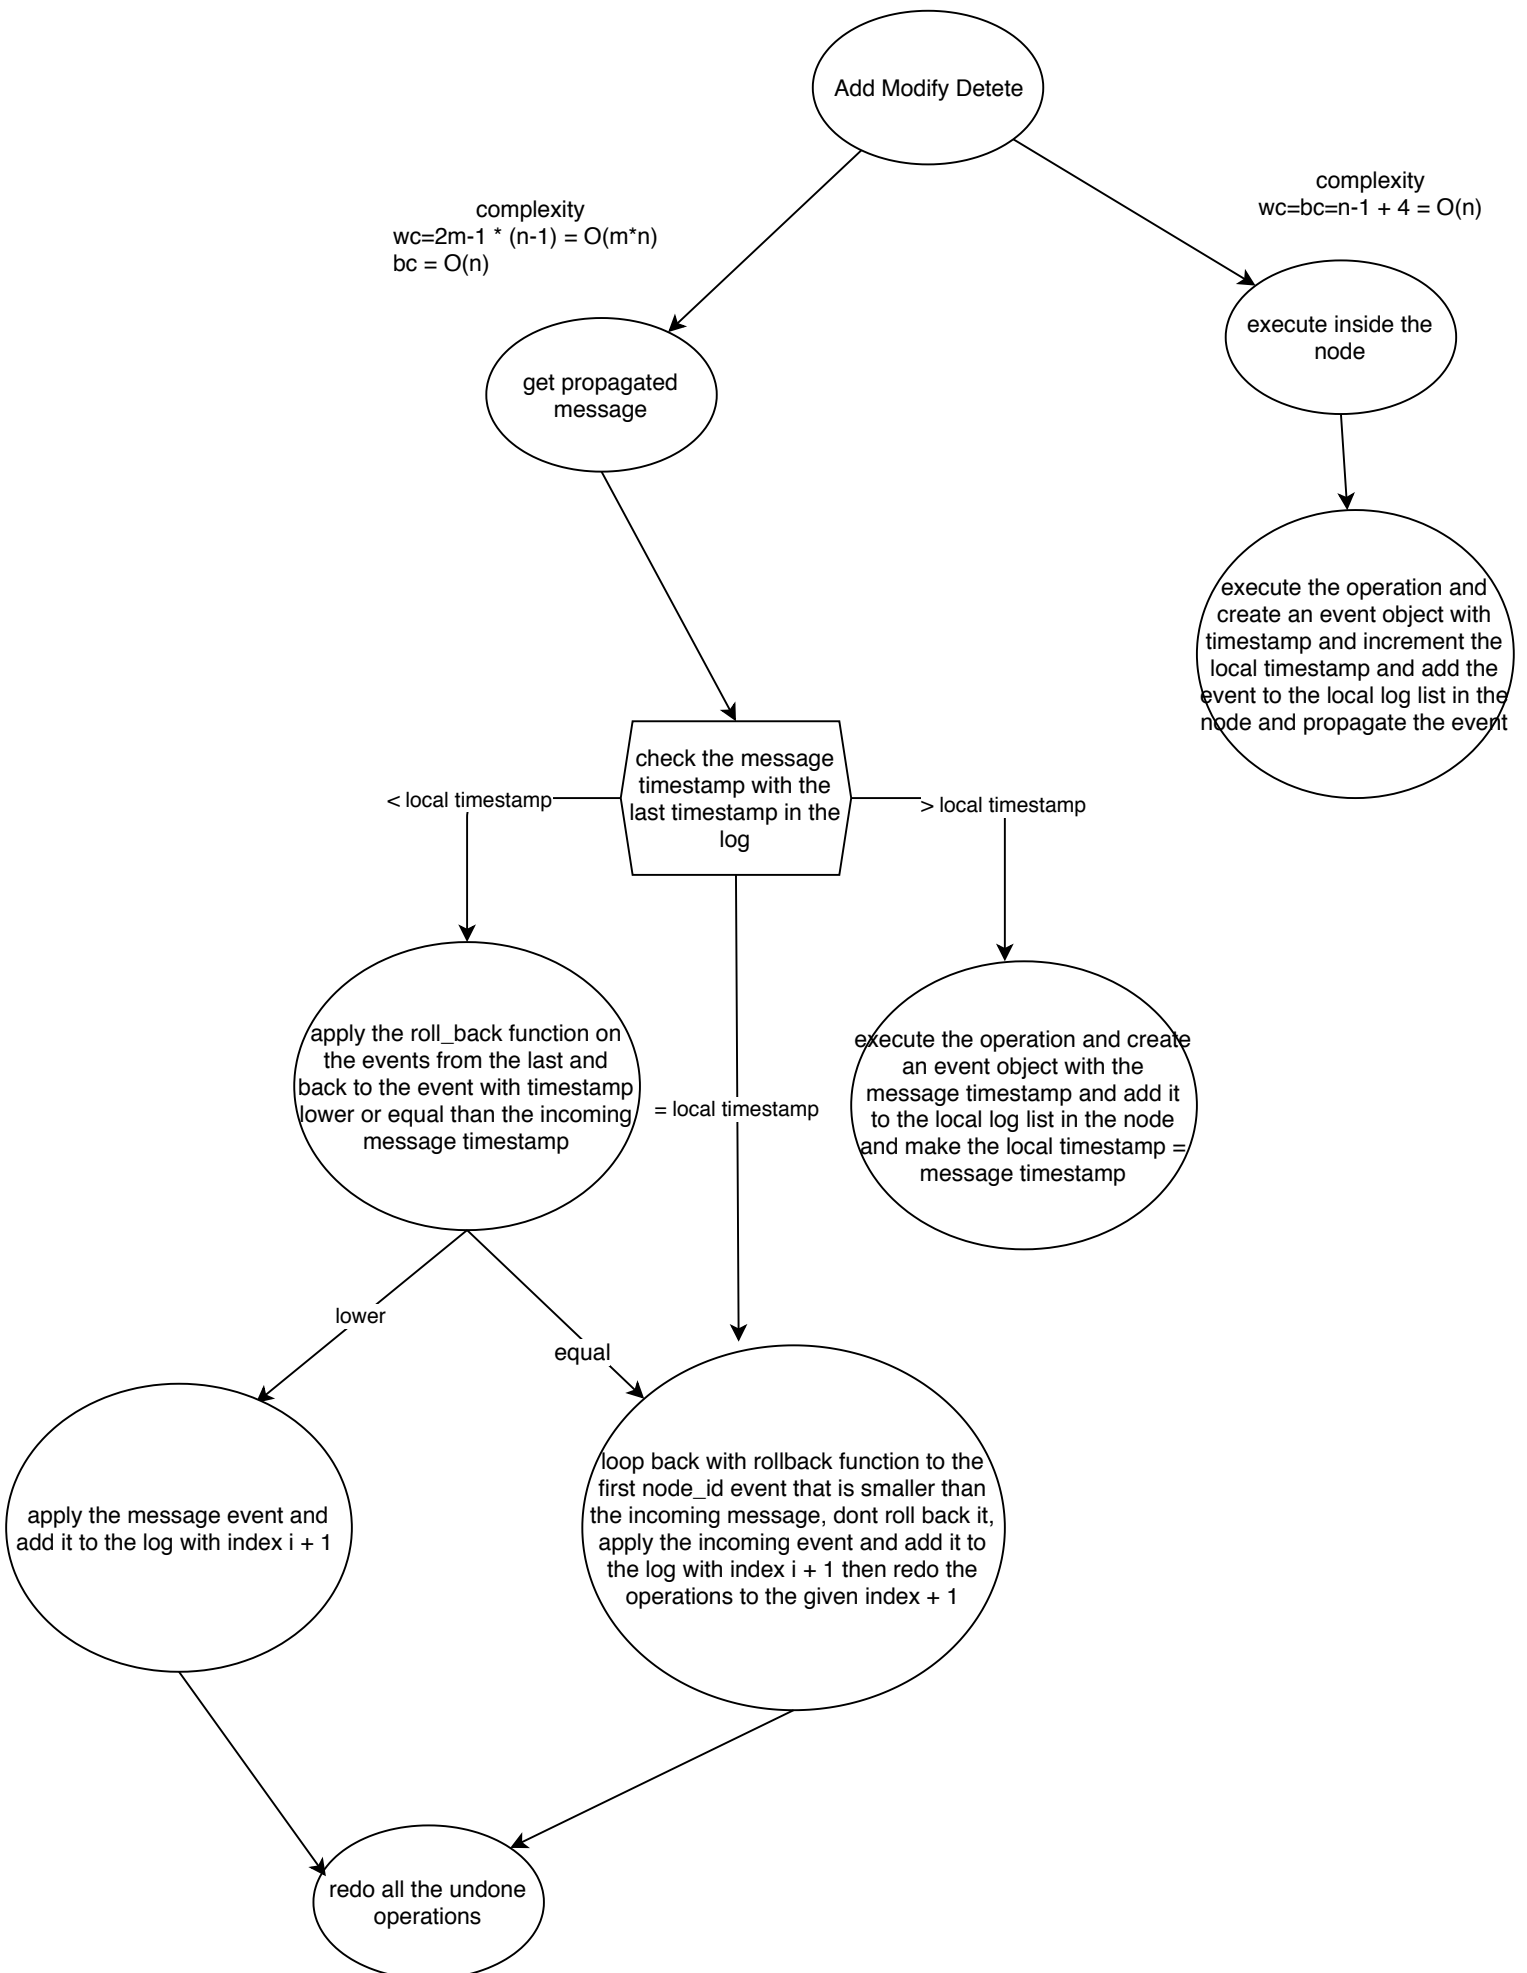 Add Modify Detete
complexity
wc=bc=n-1 + 4 = O(n)
complexity
wc=2m-1 * (n-1) = O(m*n)
bc = O(n)
execute inside the
node
get propagated
message
execute the operation and
create an event object with
timestamp and increment the
local timestamp and add the
event to the local log list in the
node and propagate the event
check the message
timestamp with the
last timestamp in the
log
< local timestamp
> local timestamp
apply the roll_back function on
the events from the last and
back to the event with timestamp
lower or equal than the incoming
message timestamp
= local timestamp
execute the operation and create
an event object with the
message timestamp and add it
to the local log list in the node
and make the local timestamp =
message timestamp
lower
equal
apply the message event and
add it to the log with index i + 1
loop back with rollback function to the
first node_id event that is smaller than
the incoming message, dont roll back it,
apply the incoming event and add it to
the log with index i + 1 then redo the
operations to the given index + 1
redo all the undone
operations